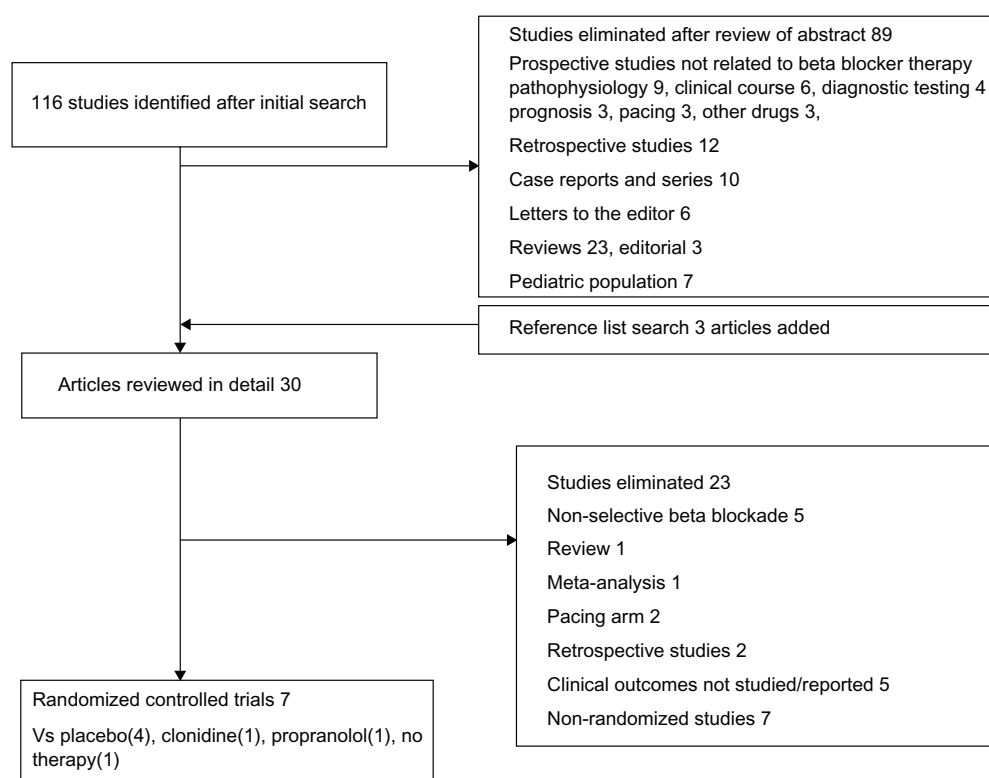 116 studies identified after initial search
Studies eliminated after review of abstract 89
Prospective studies not related to beta blocker therapy
pathophysiology 9, clinical course 6, diagnostic testing 4
prognosis 3, pacing 3, other drugs 3,
Retrospective studies 12
Case reports and series 10
Letters to the editor 6
Reviews 23, editorial 3
Pediatric population 7
Reference list search 3 articles added
Articles reviewed in detail 30
Studies eliminated 23
Non-selective beta blockade 5
Review 1
Meta-analysis 1
Pacing arm 2
Retrospective studies 2
Clinical outcomes not studied/reported 5
Non-randomized studies 7
Randomized controlled trials 7
Vs placebo(4), clonidine(1), propranolol(1), no
therapy(1)